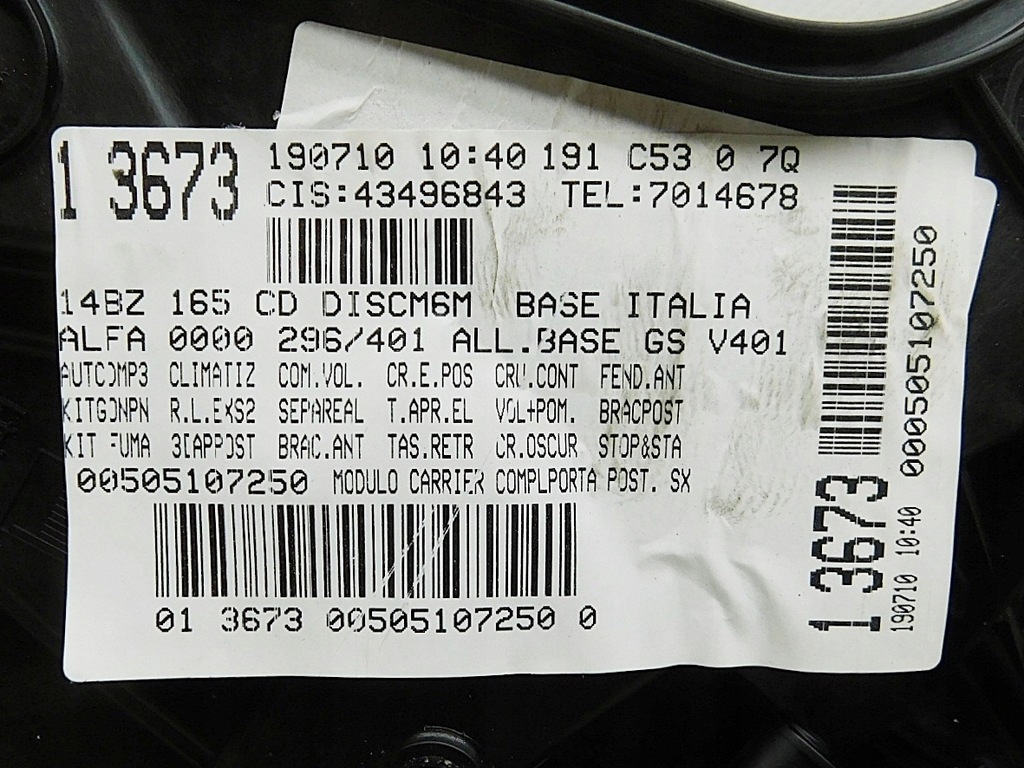 1 3673
190710 10:40 191 C53 0 7Q
CIS:43496843 TEL:7014678
14BZ 165 CD DISCM6M BASE ITALIA
ALFA 0000 296/401 ALL.BASE GS V401
AUTOMP3 CLIMATIZ COM.VOL. CR.E.POS CRU.CONT FEND.ANT
KITGONPN R.L.EXS2 SEPAREAL T.APR.EL VOL+POM. BRACPOST
KIT FUMA 3IAPPOST BRAC.ANT TAS.RETR CR.OSCUR STOP&STA
00505107250 MODULO CARRIER COMPLPORTA POST. SX
01 3673 00505107250 0
1 3673
190710 10:40
000505107250